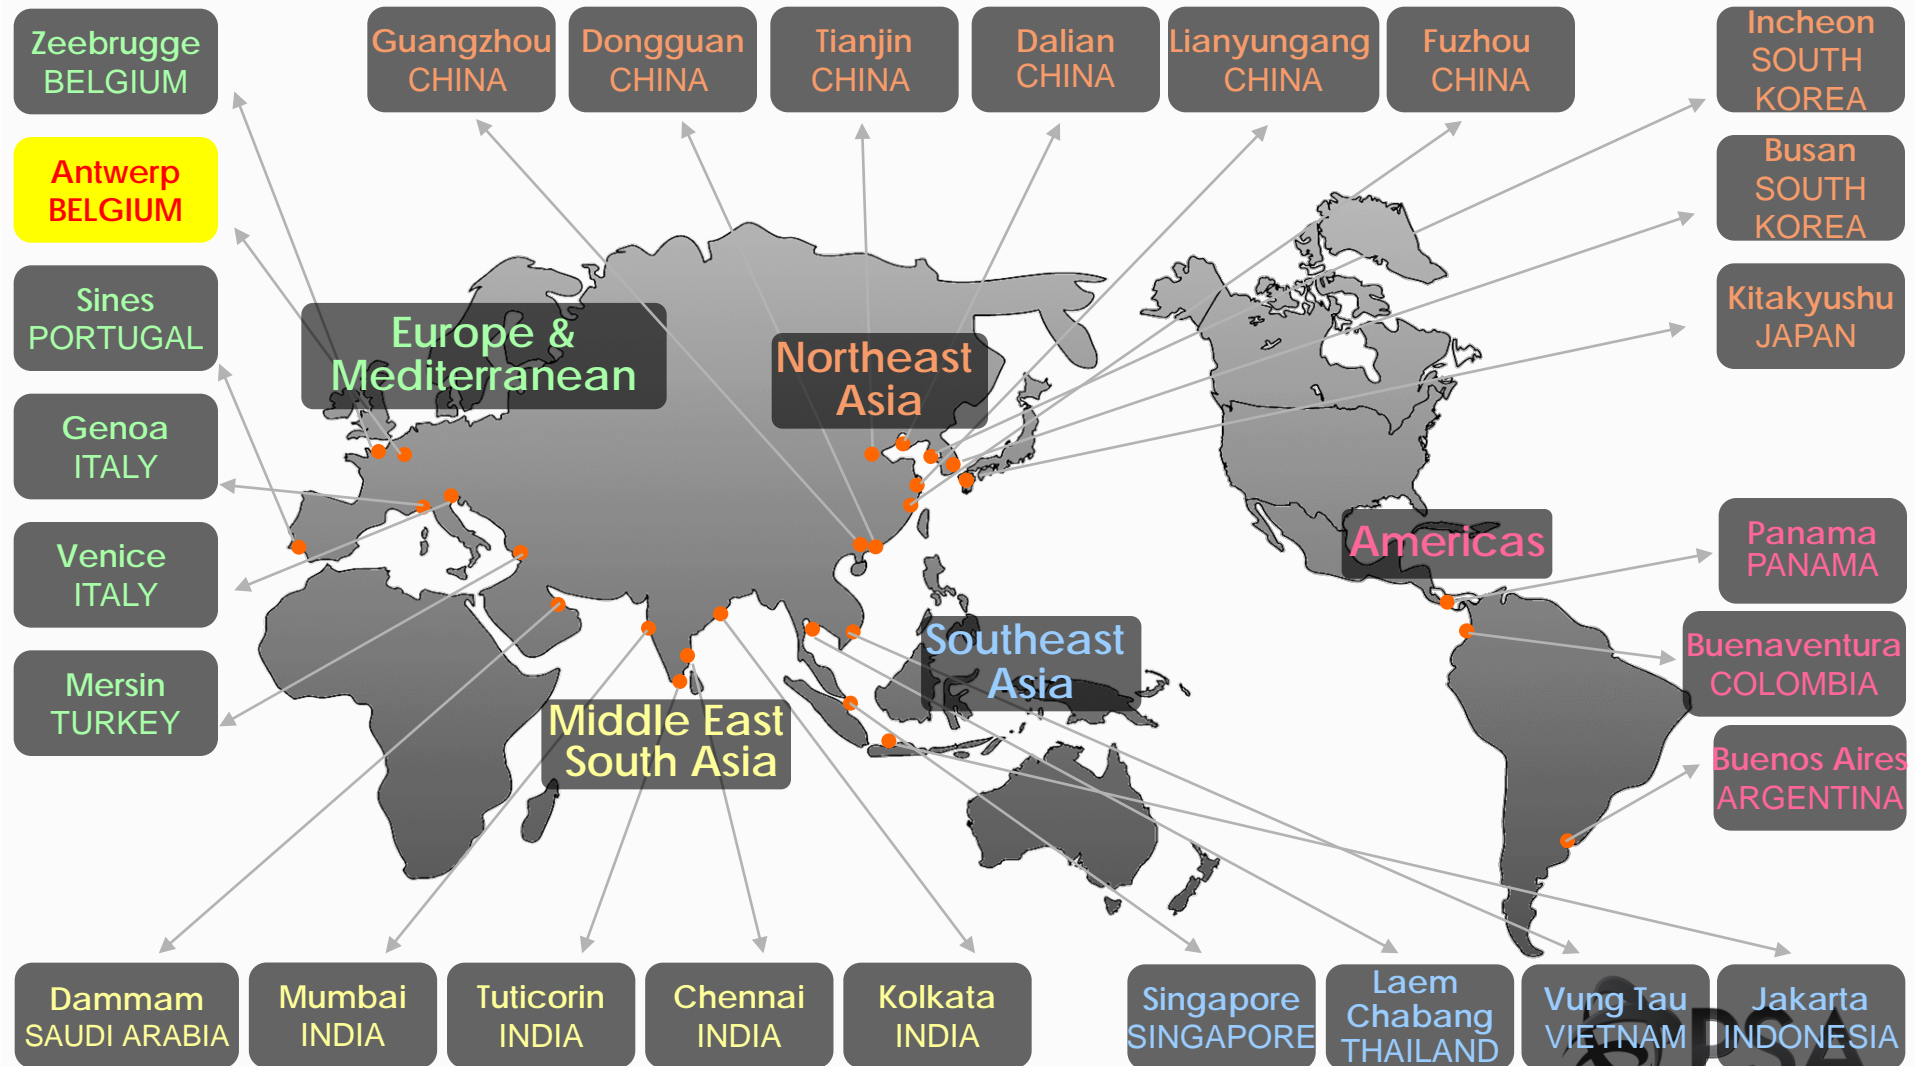 Zeebrugge
BELGIUM
Guangzhou
CHINA
Dongguan
CHINA
Tianjin
CHINA
Dalian
CHINA
Lianyungang
CHINA
Fuzhou
CHINA
Incheon
SOUTH
KOREA
Antwerp
BELGIUM
Busan
SOUTH
KOREA
Sines
PORTUGAL
Kitakyushu
JAPAN
Europe &
Mediterranean
Northeast
Asia
Genoa
ITALY
Venice
ITALY
Americas
Panama
PANAMA
Mersin
TURKEY
Southeast
Asia
Buenaventura
COLOMBIA
Middle East
South Asia
Buenos Aires
ARGENTINA
Dammam
SAUDI ARABIA
Mumbai
INDIA
Tuticorin
INDIA
Chennai
INDIA
Kolkata
INDIA
Singapore
SINGAPORE
Laem
Chabang
THAILAND
Vung Tau
VIETNAM
Jakarta
INDONESIA
PSA